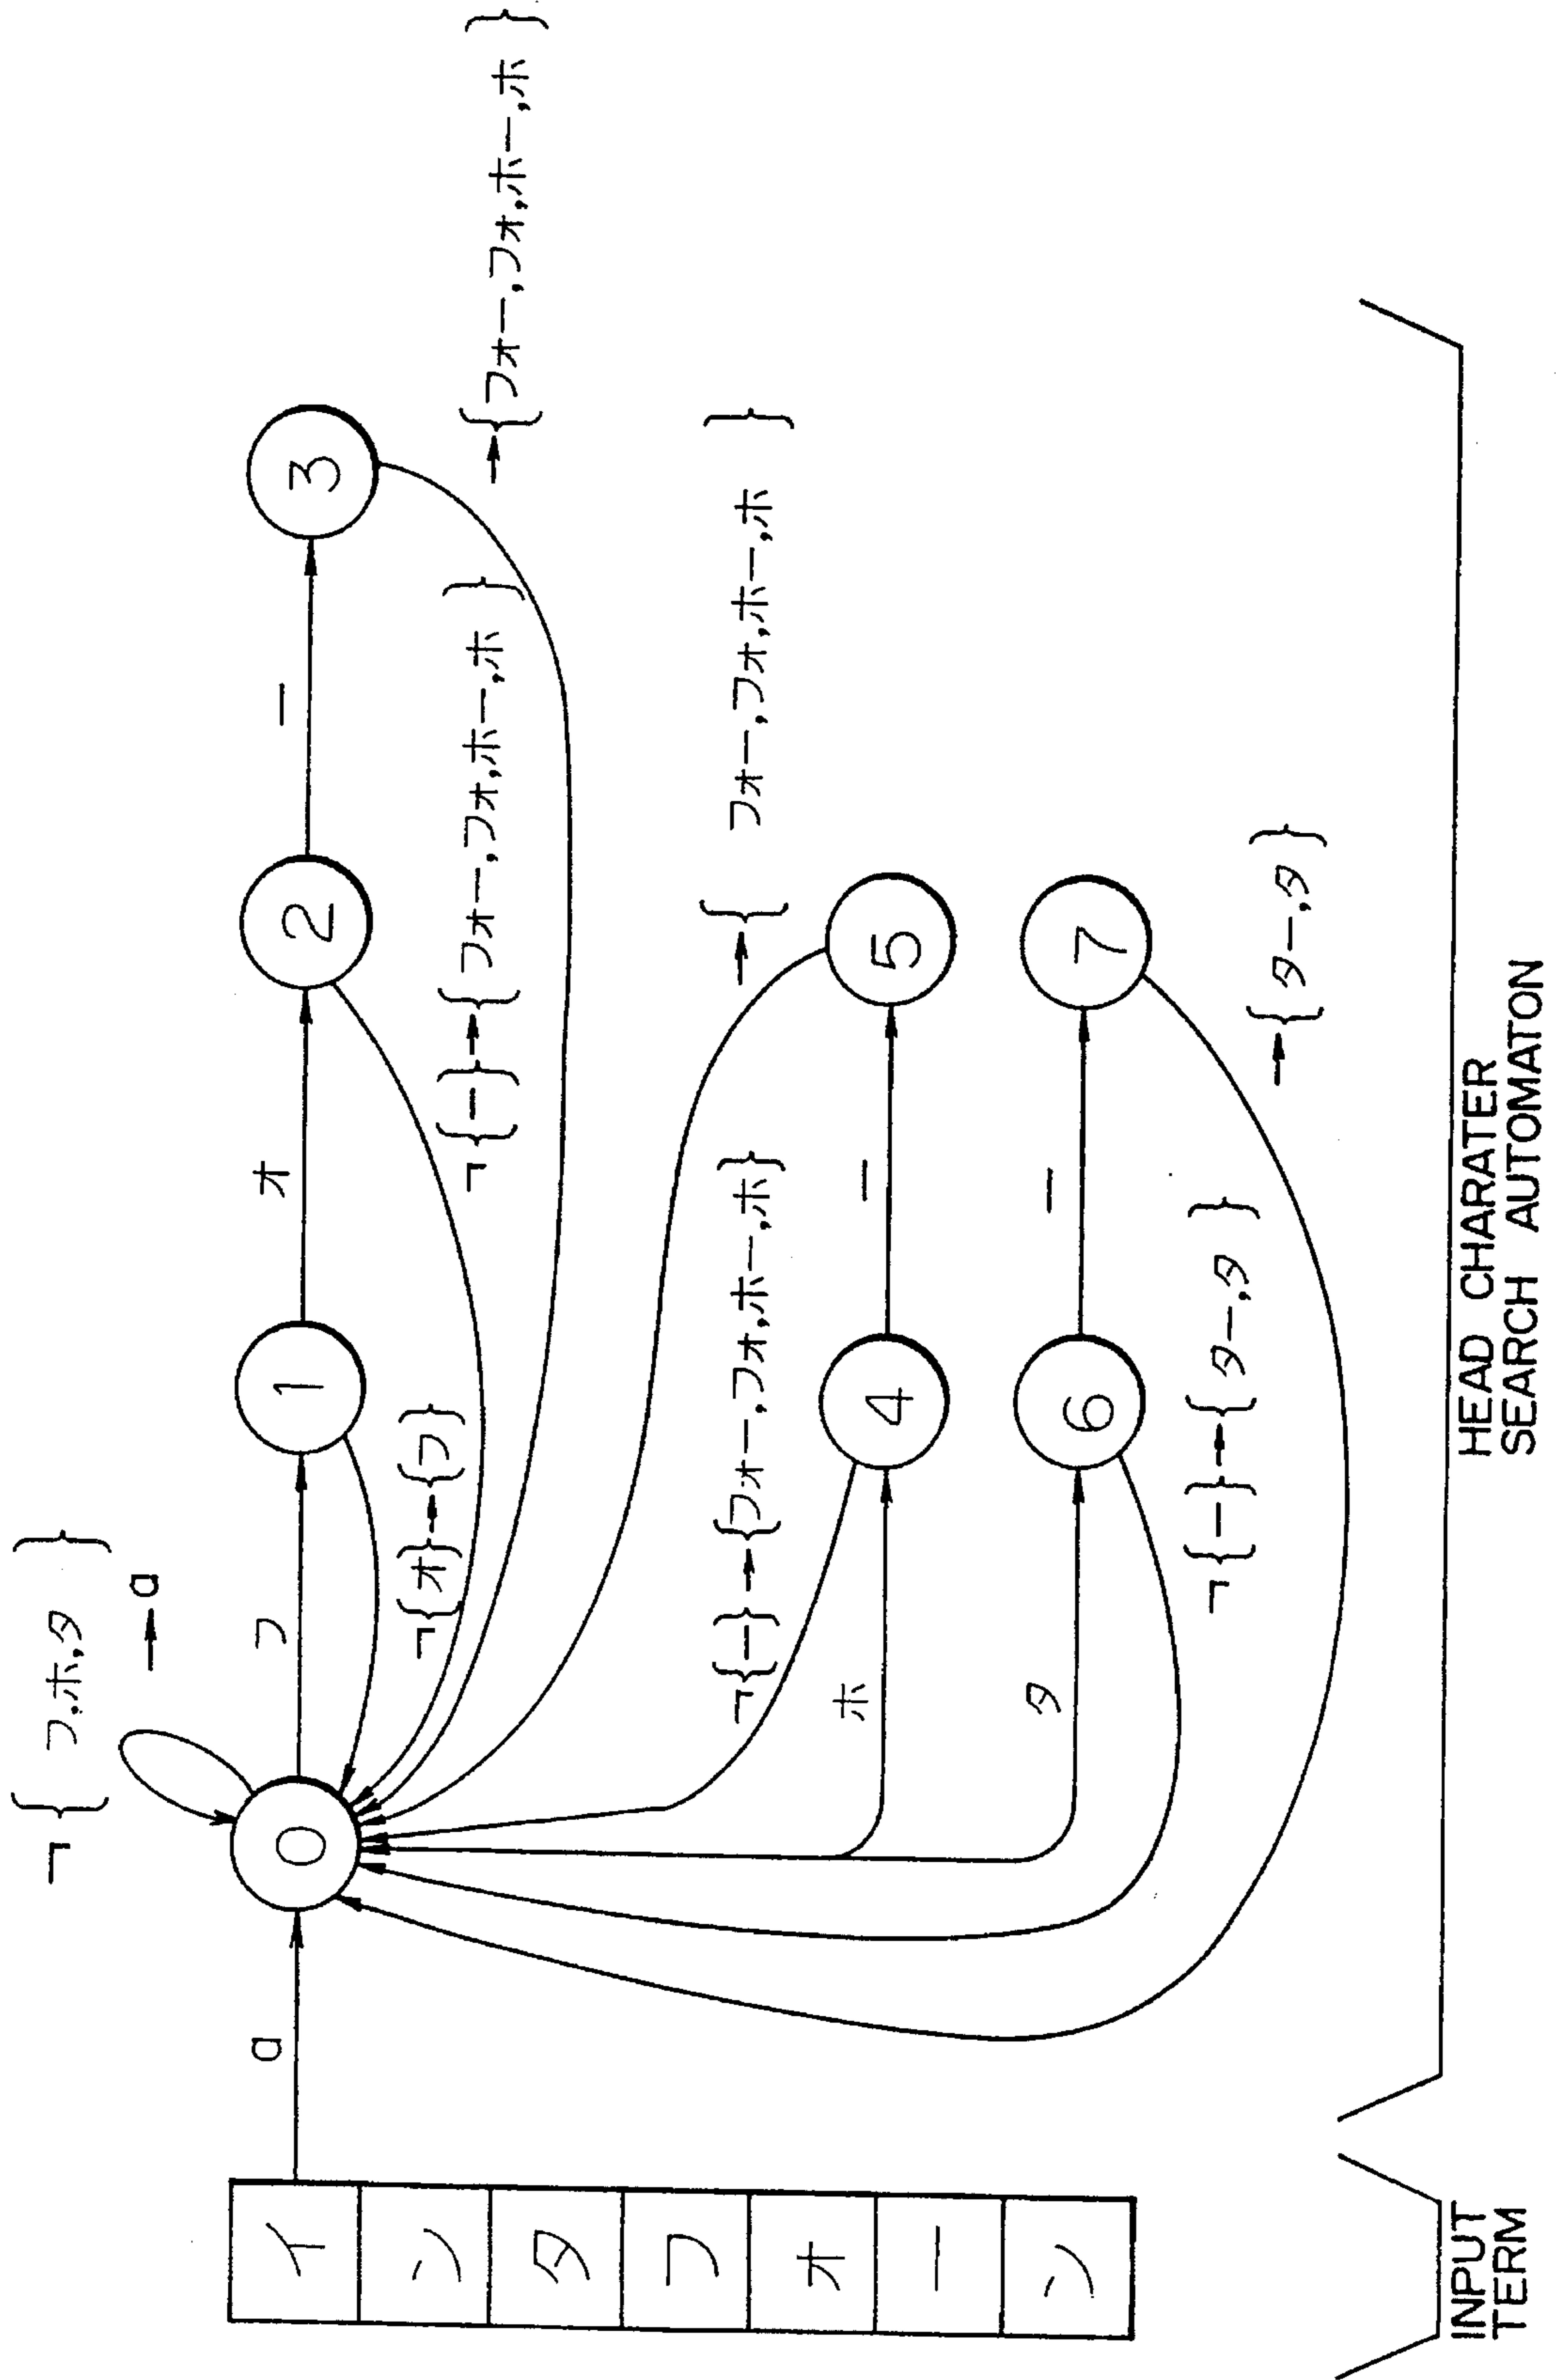 ¬{ フ,ホ,タ }
→a
a
0
フ
1
オ
2
ー
3
¬{オ}→{フ}
¬{ー}→{フォー,フォ,ホー,ホ }
→{フォー,フォ,ホー,ホ }
¬{ー}→{フォー,フォ,ホー,ホ}
→{ フォー,フォ,ホー,ホ }
ホ
4
ー
5
タ
6
ー
7
¬{ー}→{ター,タ }
→{ター,タ }
イ
ン
タ
フ
ォ
ー
ン
INPUT
TERM
HEAD CHARATER
SEARCH AUTOMATON